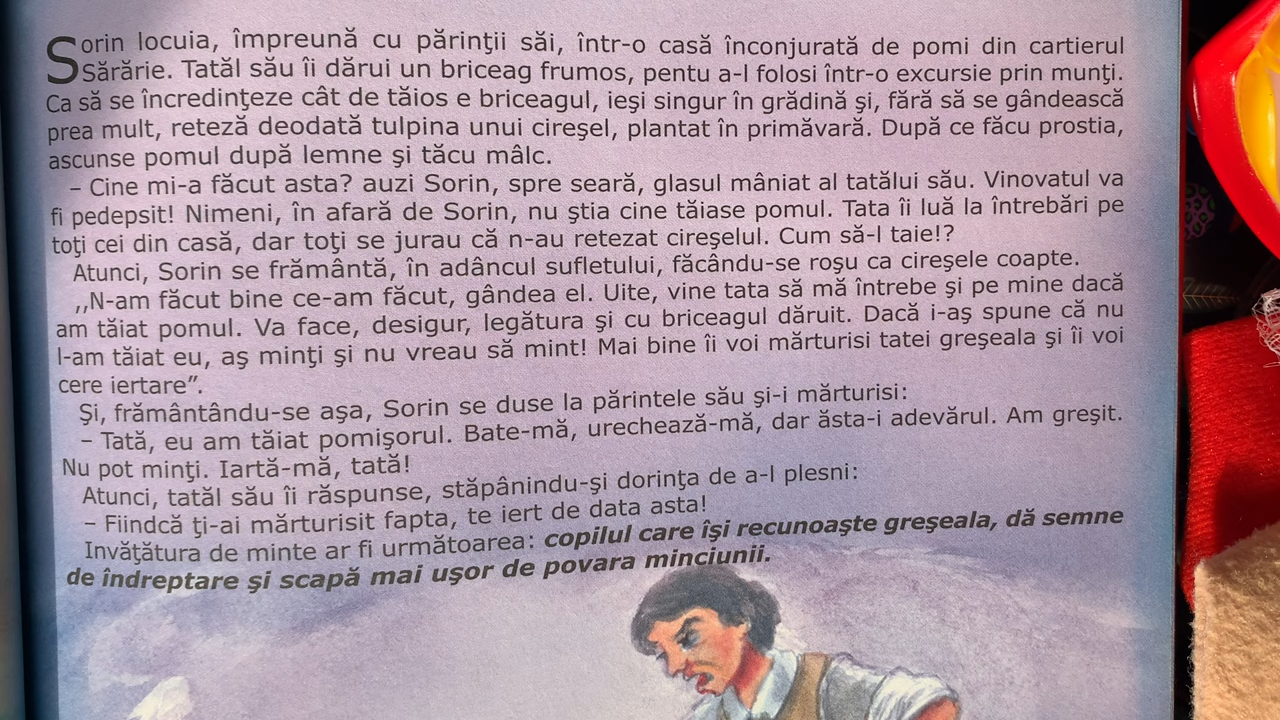 Sorin locuia, împreună cu părinţii săi, într-o casă înconjurată de pomi din cartierul
Sărărie. Tatăl său îi dărui un briceag frumos, pentu a-l folosi într-o excursie prin munţi.
Ca să se încredinţeze cât de tăios e briceagul, ieşi singur în grădină şi, fără să se gândească
prea mult, reteză deodată tulpina unui cireşel, plantat în primăvară. După ce făcu prostia,
ascunse pomul după lemne şi tăcu mâlc.
– Cine mi-a făcut asta? auzi Sorin, spre seară, glasul mâniat al tatălui său. Vinovatul va
fi pedepsit! Nimeni, în afară de Sorin, nu ştia cine tăiase pomul. Tata îi luă la întrebări pe
toţi cei din casă, dar toţi se jurau că n-au retezat cireşelul. Cum să-l taie!?
Atunci, Sorin se frământă, în adâncul sufletului, făcându-se roşu ca cireşele coapte.
,,N-am făcut bine ce-am făcut, gândea el. Uite, vine tata să mă întrebe şi pe mine dacă
am tăiat pomul. Va face, desigur, legătura şi cu briceagul dăruit. Dacă i-aş spune că nu
l-am tăiat eu, aş minţi şi nu vreau să mint! Mai bine îi voi mărturisi tatei greşeala şi îi voi
cere iertare”.
Şi, frământându-se aşa, Sorin se duse la părintele său şi-i mărturisi:
– Tată, eu am tăiat pomişorul. Bate-mă, urechează-mă, dar ăsta-i adevărul. Am greşit.
Nu pot minţi. Iartă-mă, tată!
Atunci, tatăl său îi răspunse, stăpânindu-şi dorinţa de a-l plesni:
– Fiindcă ţi-ai mărturisit fapta, te iert de data asta!
Invăţătura de minte ar fi următoarea: copilul care îşi recunoaşte greşeala, dă semne
de îndreptare şi scapă mai uşor de povara minciunii.